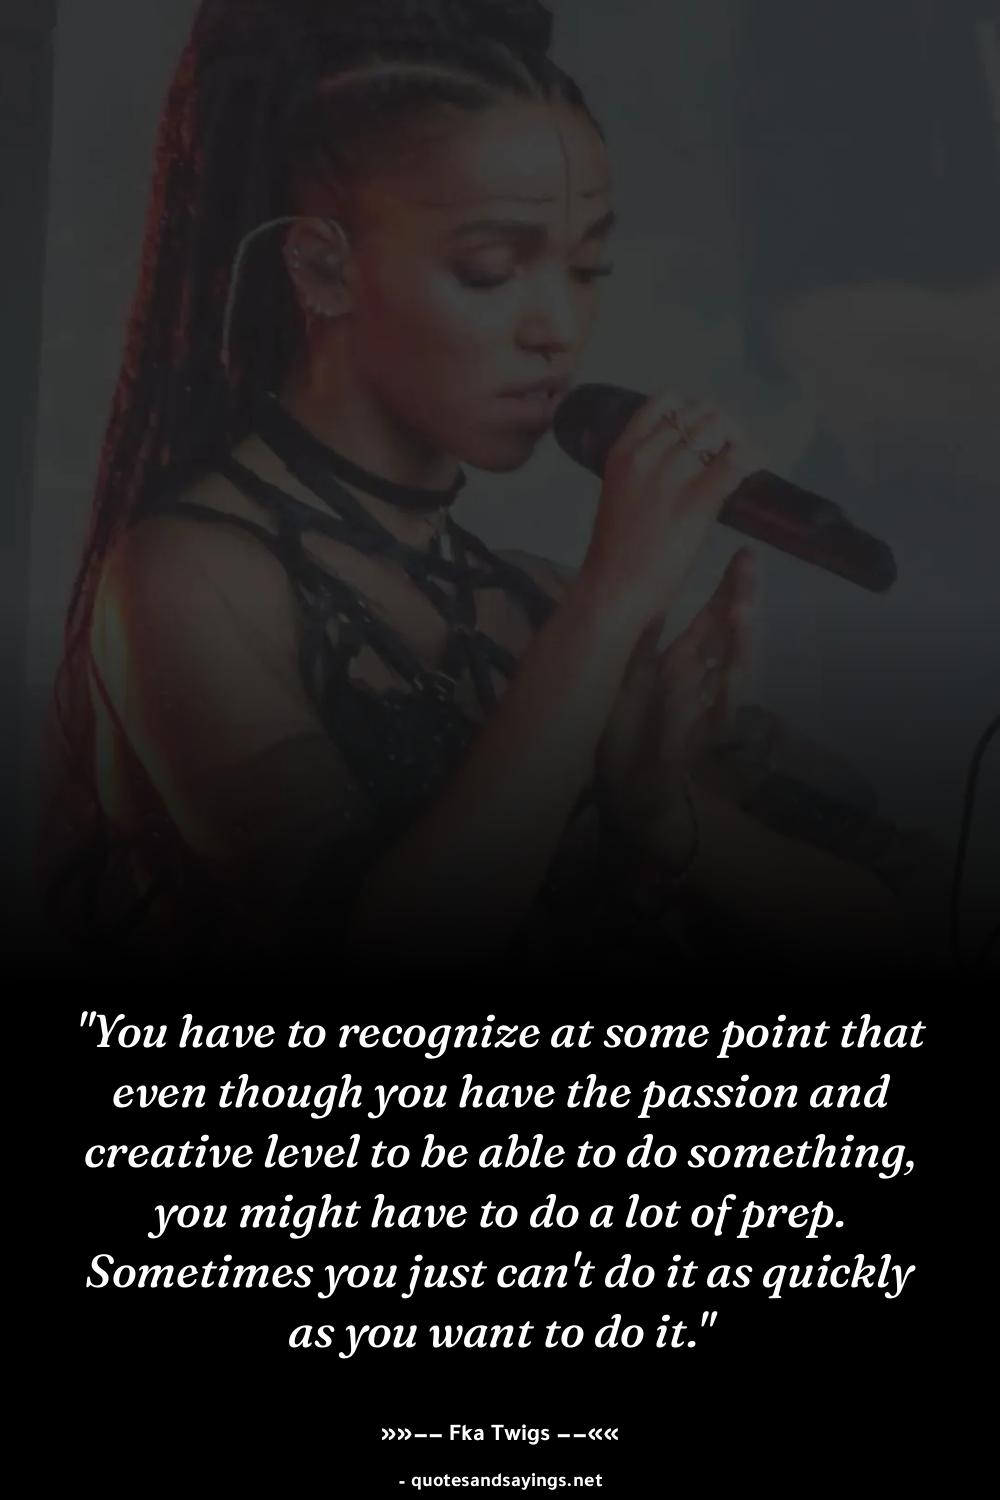 "You have to recognize at some point that
even though you have the passion and
creative level to be able to do something,
you might have to do a lot of prep.
Sometimes you just can't do it as quickly
as you want to do it."
»»−− Fka Twigs −−««
- quotesandsayings.net